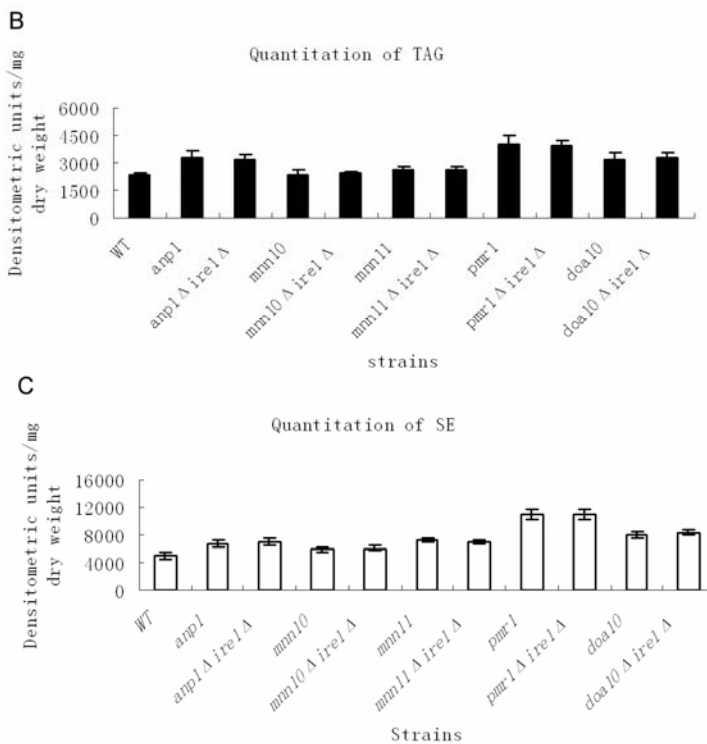 B
Quantitation of TAG
Densitometric units/mg
dry weight
6000
4500
3000
1500
0
WT
anp1
anp1Δire1Δ
mnn10
mnn10Δire1Δ
mnn11
mnn11Δire1Δ
pmr1
pmr1Δire1Δ
doa10
doa10Δire1Δ
strains
C
Quantitation of SE
Densitometric units/mg
dry weight
16000
12000
8000
4000
0
WT
anp1
anp1Δire1Δ
mnn10
mnn10Δire1Δ
mnn11
mnn11Δire1Δ
pmr1
pmr1Δire1Δ
doa10
doa10Δire1Δ
Strains